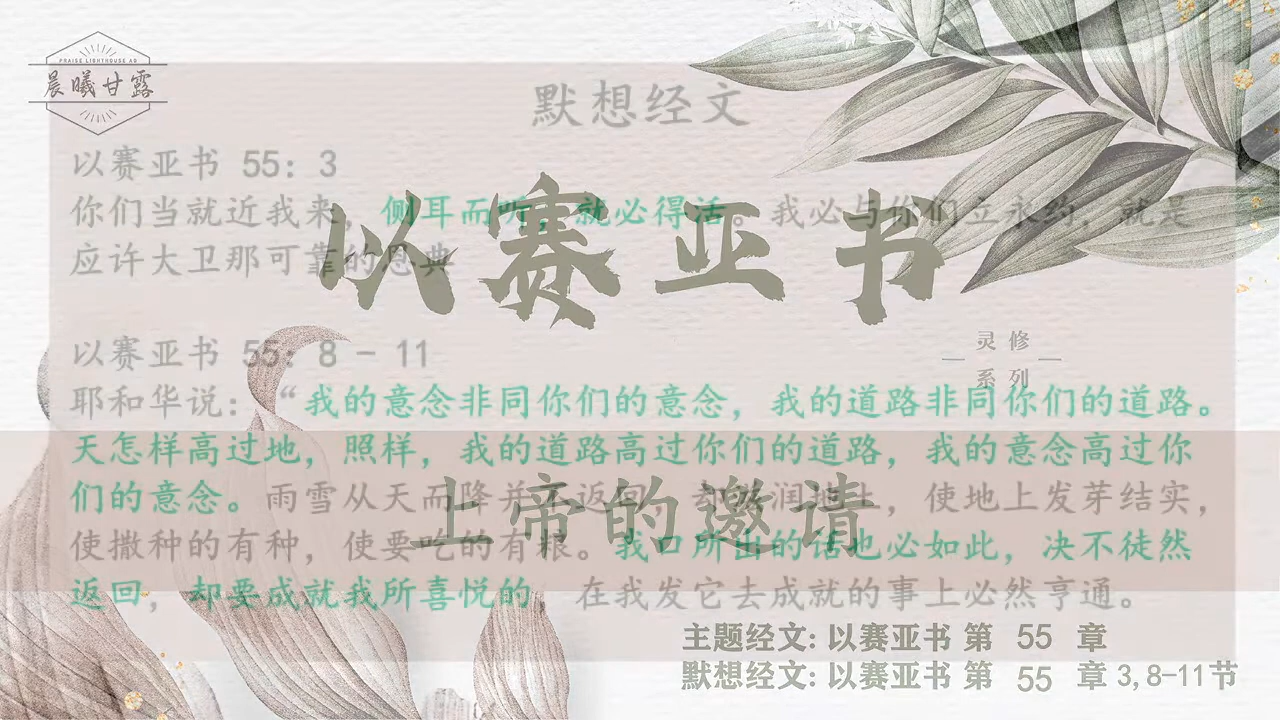 PRAISE LIGHTHOUSE AG
晨曦甘露
默想经文
以赛亚书 55：3
你们当就近我来，侧耳而听，就必得活。我必与你们立永约，就是
应许大卫那可靠的恩典
以赛亚书
以赛亚书 55：8 - 11
灵修
系列
耶和华说：“我的意念非同你们的意念，我的道路非同你们的道路。
天怎样高过地，照样，我的道路高过你们的道路，我的意念高过你
们的意念。雨雪从天而降并不返回，却滋润地土，使地上发芽结实，
上帝的邀请
使撒种的有种，使要吃的有粮。我口所出的话也必如此，决不徒然
返回，却要成就我所喜悦的 在我发它去成就的事上必然亨通。
主题经文: 以赛亚书 第 55 章
默想经文: 以赛亚书 第 55 章 3,8-11节